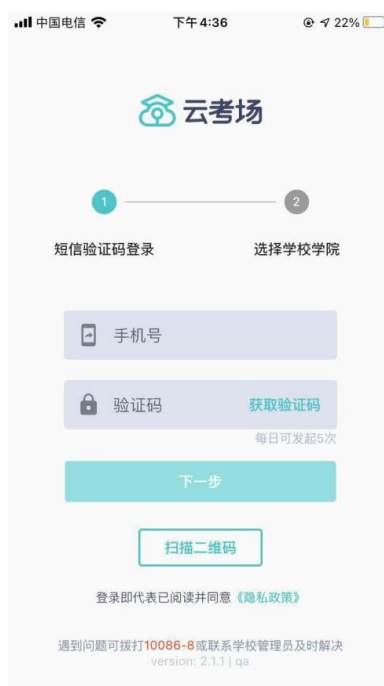 中国电信 下午4:36 22%
云考场
1 2
短信验证码登录 选择学校学院
手机号
验证码 获取验证码
每日可发起5次
下一步
扫描二维码
登录即代表已阅读并同意《隐私政策》
遇到问题可拨打10086-8或联系学校管理员及时解决
version: 2.1.1 | qa